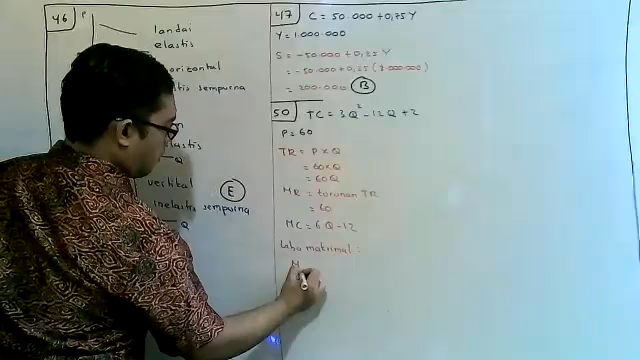 46 P
landai
elastis
horizontal
elastis sempurna
elastis
Q
vertikal
E
inelastis sempurna
Q
47 C = 50.000 + 0,75 Y
Y = 1.000.000
S = -50.000 + 0,25 Y
= -50.000 + 0,25 (1.000.000)
= 200.000 B
50 TC = 3Q² - 12Q + 2
P = 60
TR = P x Q
= 60 x Q
= 60 Q
MR = turunan TR
= 60
MC = 6Q - 12
Laba maksimal :
M